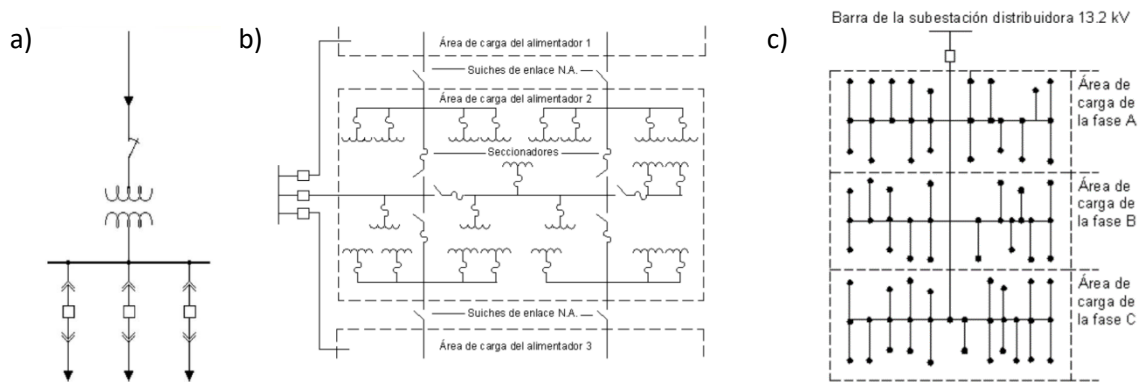 a)
b)
Área de carga del alimentador 1
Suiches de enlace N.A.
Área de carga del alimentador 2
Seccionadores
Suiches de enlace N.A.
Área de carga del alimentador 3
c)
Barra de la subestación distribuidora 13.2 kV
Área de
carga de
la fase A
Área de
carga de
la fase B
Área de
carga de
la fase C